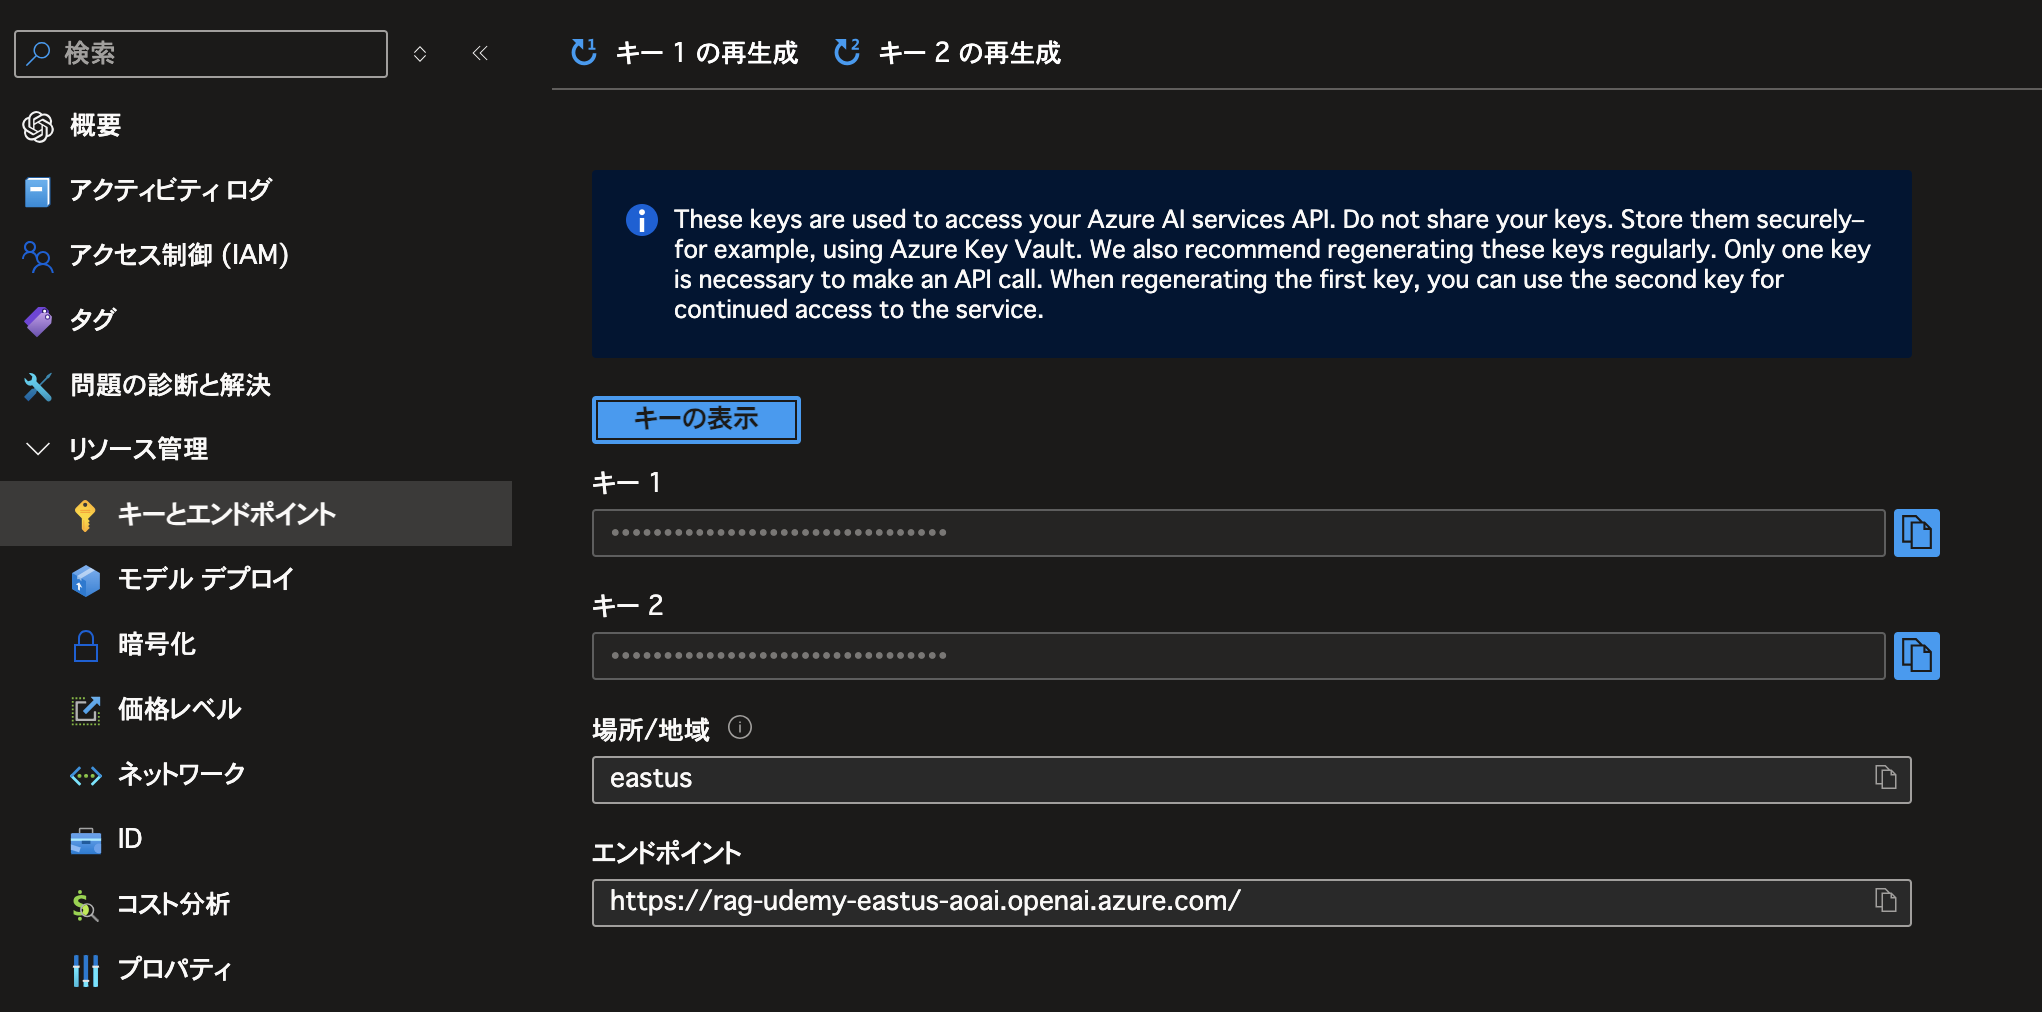 検索
キー 1 の再生成
キー 2 の再生成
概要
アクティビティ ログ
アクセス制御 (IAM)
タグ
問題の診断と解決
リソース管理
キーとエンドポイント
モデル デプロイ
暗号化
価格レベル
ネットワーク
ID
コスト分析
プロパティ
These keys are used to access your Azure AI services API. Do not share your keys. Store them securely–
for example, using Azure Key Vault. We also recommend regenerating these keys regularly. Only one key
is necessary to make an API call. When regenerating the first key, you can use the second key for
continued access to the service.
キーの表示
キー 1
••••••••••••••••••••••••••••••••
キー 2
••••••••••••••••••••••••••••••••
場所/地域
eastus
エンドポイント
https://rag-udemy-eastus-aoai.openai.azure.com/